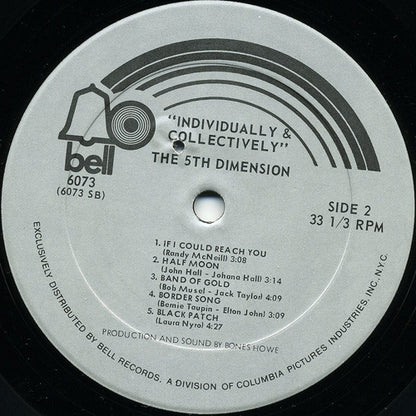 bell
6073
(6073 SB)
"INDIVIDUALLY &
COLLECTIVELY"
THE 5TH DIMENSION
SIDE 2
33 1/3 RPM
1. IF I COULD REACH YOU
(Randy McNeill) 3:08
2. HALF MOON
(John Hall - Johana Hall) 3:14
3. BAND OF GOLD
(Bob Musel - Jack Taylor) 4:09
4. BORDER SONG
(Bernie Taupin - Elton John) 3:09
5. BLACK PATCH
(Laura Nyro) 4:27
PRODUCTION AND SOUND BY BONES HOWE
EXCLUSIVELY DISTRIBUTED BY BELL RECORDS, A DIVISION OF COLUMBIA PICTURES INDUSTRIES, INC. N.Y.C.